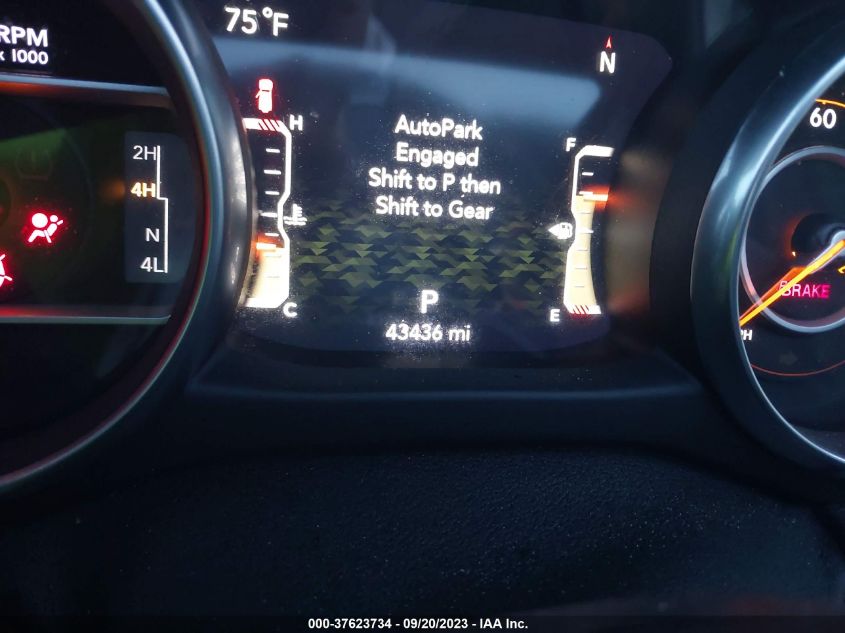 RPM
x 1000
75°F
N
H
AutoPark
Engaged
Shift to P then
Shift to Gear
F
60
2H
4H
N
4L
BRAKE
C
P
E
43436 mi
000-37623734 - 09/20/2023 - IAA Inc.